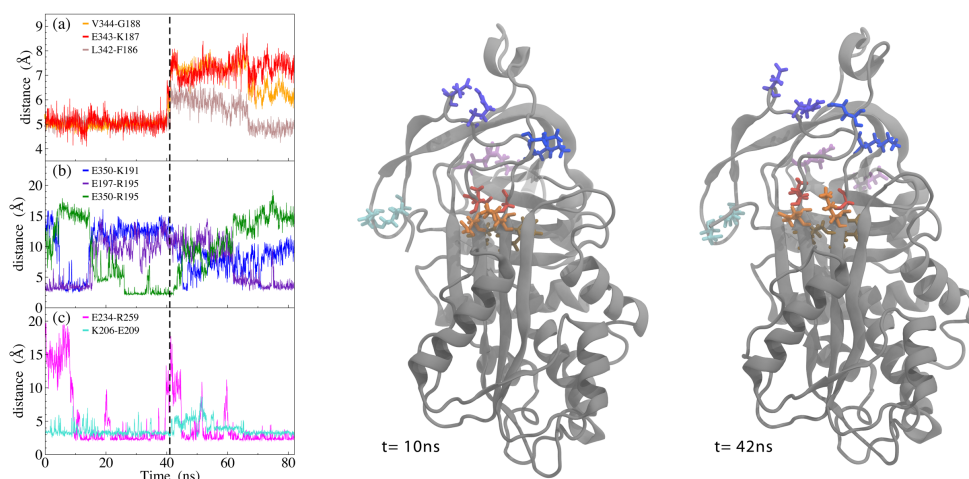 (a)
V344-G188
E343-K187
L342-F186
distance (Å)
9
8
7
6
5
4
(b)
E350-K191
E197-R195
E350-R195
distance (Å)
20
15
10
5
0
(c)
E234-R259
K206-E209
distance (Å)
20
15
10
5
0
0 20 40 60 80
Time (ns)
t= 10ns
t= 42ns